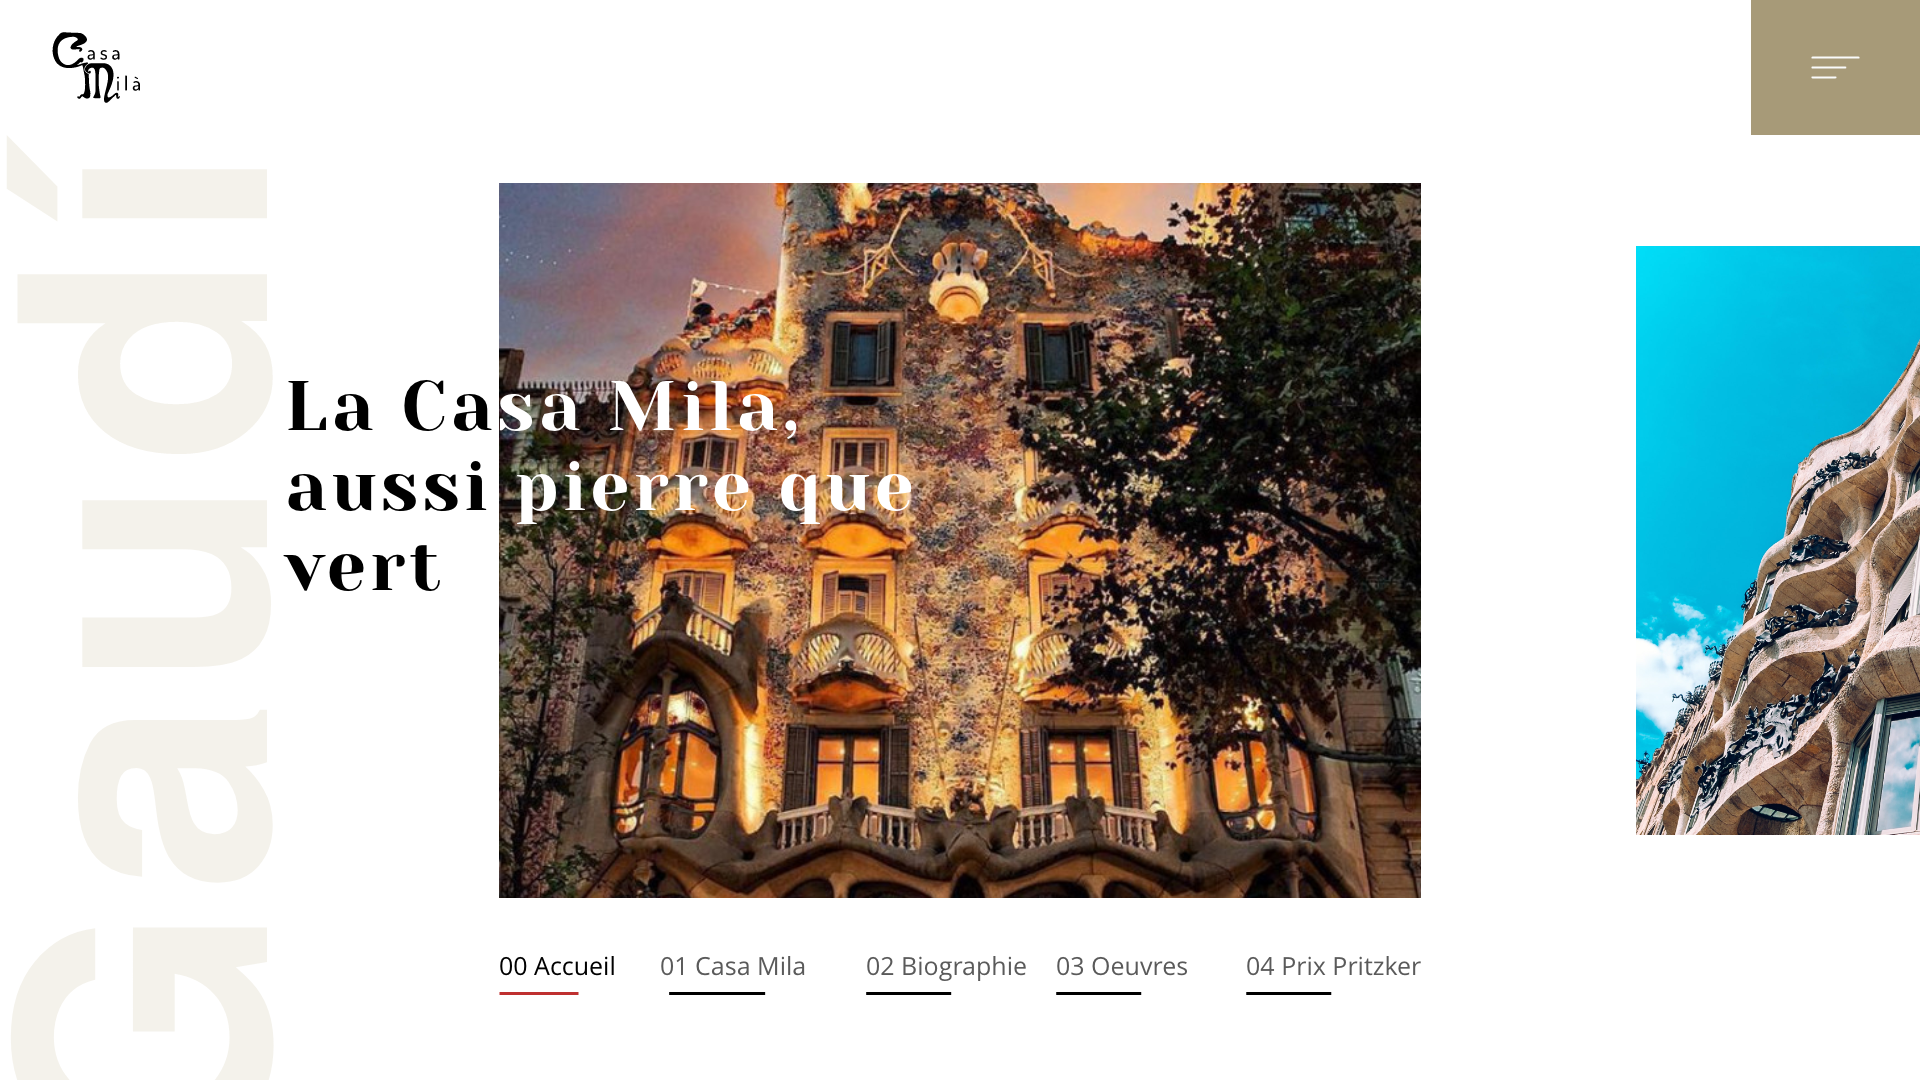 Casa
Milà
Gaudí
La Casa Mila,
aussi pierre que
vert
00 Accueil
01 Casa Mila
02 Biographie
03 Oeuvres
04 Prix Pritzker